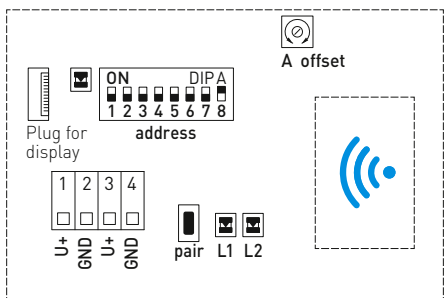 A offset
ON DIPA
1 2 3 4 5 6 7 8
address
Plug for
display
1 2 3 4
U+ GND U+ GND
pair L1 L2